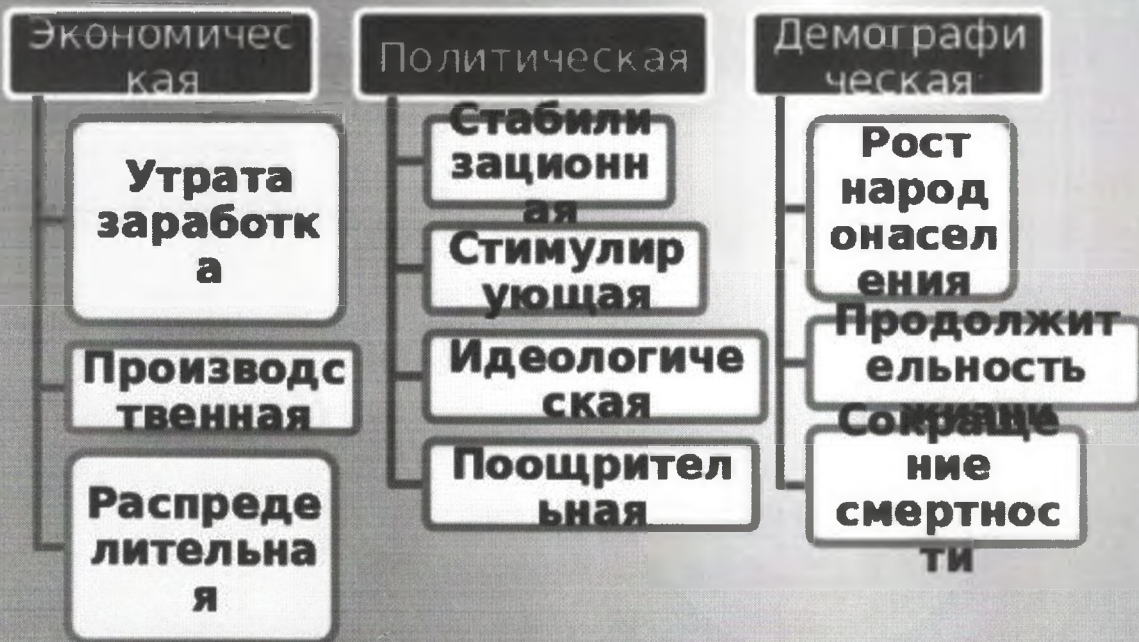 Экономичес
кая
Утрата
заработк
а
Производс
твенная
Распреде
лительна
я
Политическая
Стабили
зационн
ая
Стимулир
ующая
Идеологиче
ская
Поощрител
ьная
Демографи
ческая
Рост
народ
онасел
ения
Продолжит
ельность
жизни
Сокраще
ние
смертнос
ти